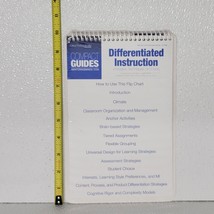 COMPACT
GUIDES
Differentiated
Instruction
How to Use This Flip Chart
Introduction
Climate
Classroom Organization and Management
Anchor Activities
Brain-based Strategies
Tiered Assignments
Flexible Grouping
Universal Design for Learning Strategies
Assessment Strategies
Student Choice
Interests, Learning Style Preferences, and MI
Content, Process, and Product Differentiation Strategies
Cognitive Rigor and Complexity Models